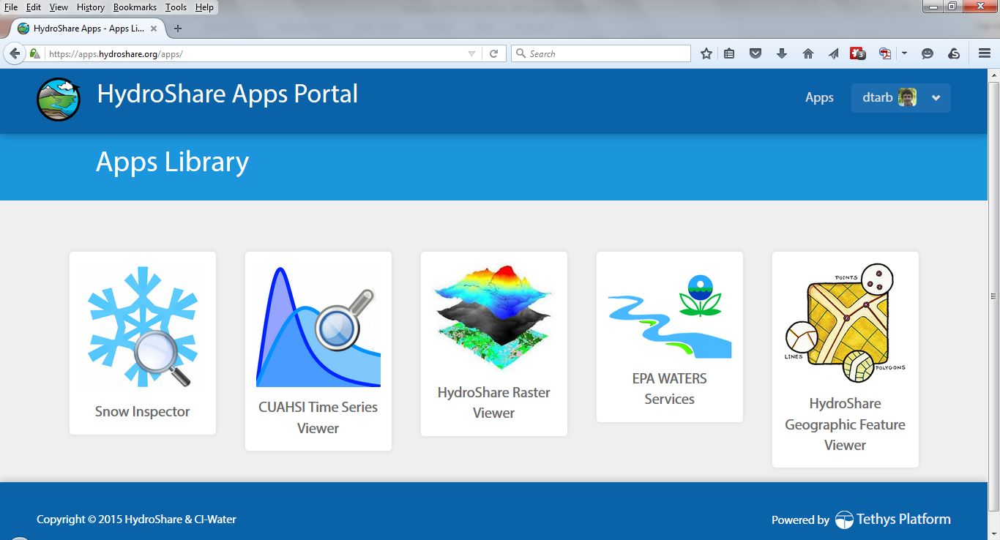 File Edit View History Bookmarks Tools Help
HydroShare Apps - Apps Li...
https://apps.hydroshare.org/apps/
Search
3
HydroShare Apps Portal
Apps
dtarb
Apps Library
Snow Inspector
CUAHSI Time Series
Viewer
HydroShare Raster
Viewer
EPA WATERS
Services
POINTS
LINES
POLYGONS
HydroShare
Geographic Feature
Viewer
Copyright © 2015 HydroShare & CI-Water
Powered by Tethys Platform